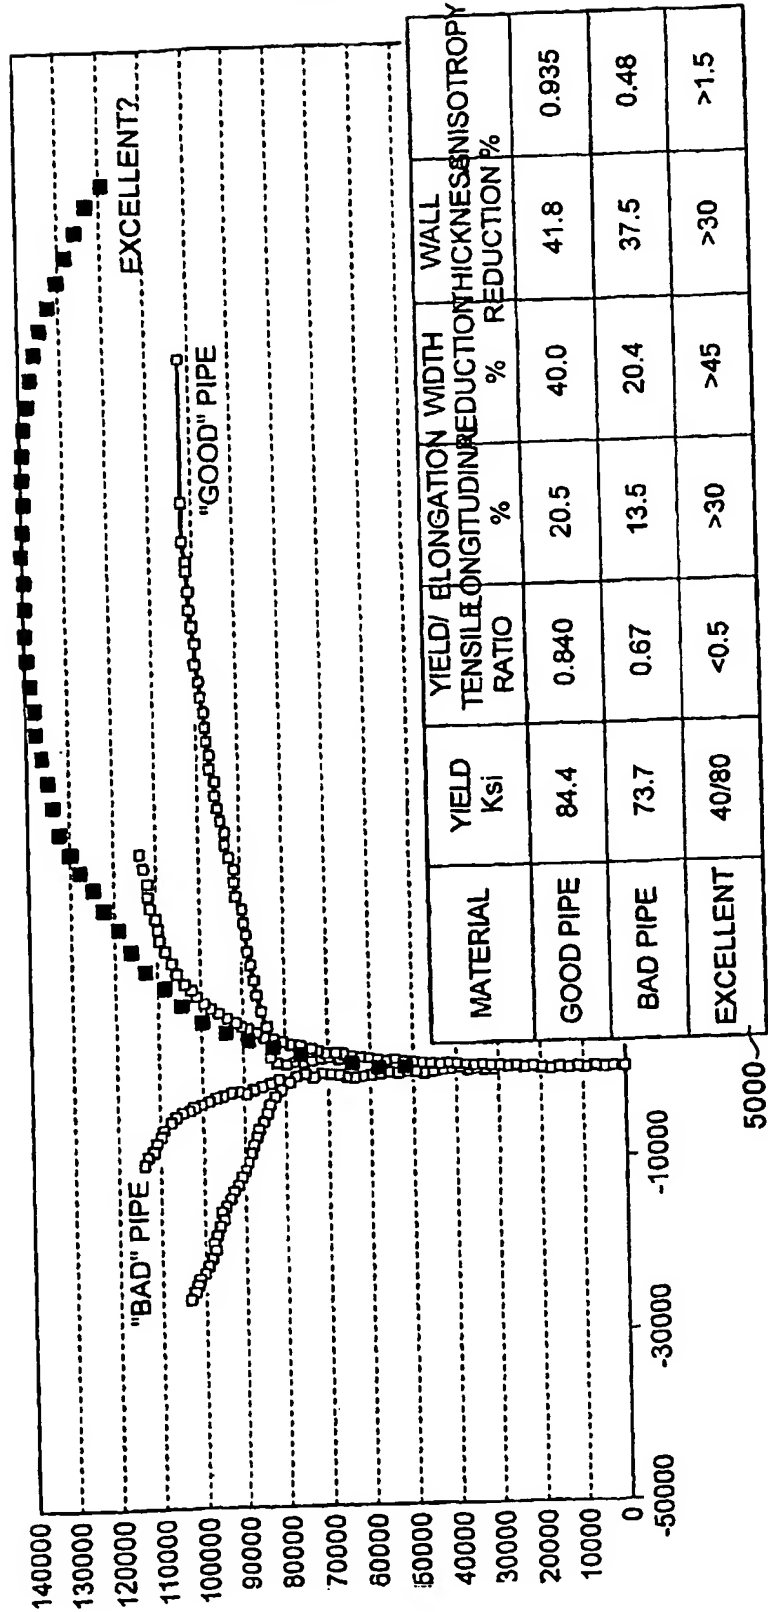 140000
130000
120000
110000
100000
90000
80000
70000
60000
50000
40000
30000
20000
10000
0
-50000
-30000
-10000
5000
"BAD" PIPE
"GOOD" PIPE
EXCELLENT?
MATERIAL
YIELD
Ksi
YIELD/
TENSILE
RATIO
ELONGATION
LONGITUDINAL
%
WIDTH
REDUCTION
%
WALL
THICKNESS
REDUCTION
%
ANISOTROPY
GOOD PIPE 84.4 0.840 20.5 40.0 41.8 0.935
BAD PIPE 73.7 0.67 13.5 20.4 37.5 0.48
EXCELLENT 40/80 <0.5 >30 >45 >30 >1.5